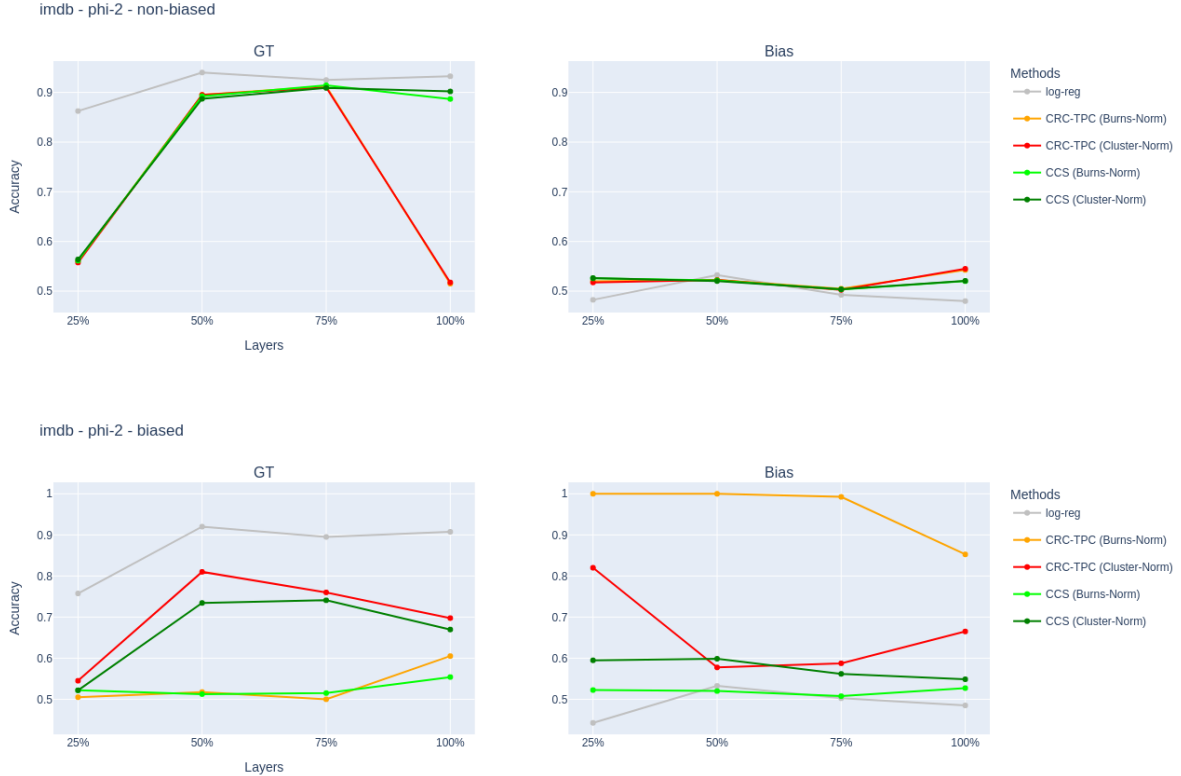 imdb - phi-2 - non-biased
GT
Bias
Methods
log-reg
CRC-TPC (Burns-Norm)
CRC-TPC (Cluster-Norm)
CCS (Burns-Norm)
CCS (Cluster-Norm)
Accuracy
0.9
0.8
0.7
0.6
0.5
25%
50%
75%
100%
Layers
0.9
0.8
0.7
0.6
0.5
25%
50%
75%
100%
imdb - phi-2 - biased
GT
Bias
Methods
log-reg
CRC-TPC (Burns-Norm)
CRC-TPC (Cluster-Norm)
CCS (Burns-Norm)
CCS (Cluster-Norm)
Accuracy
1
0.9
0.8
0.7
0.6
0.5
25%
50%
75%
100%
Layers
1
0.9
0.8
0.7
0.6
0.5
25%
50%
75%
100%